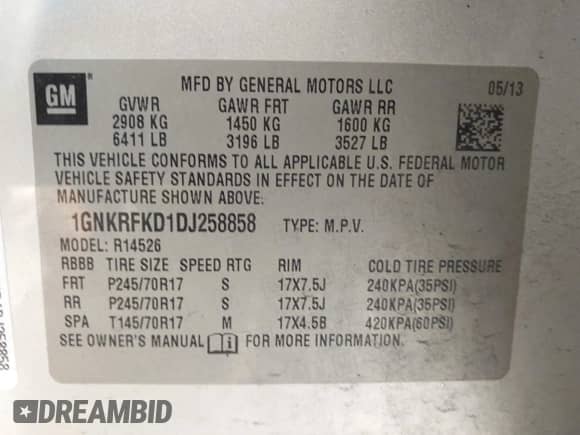 GM
MFD BY GENERAL MOTORS LLC 05/13
GVWR GAWR FRT GAWR RR
2908 KG 1450 KG 1600 KG
6411 LB 3196 LB 3527 LB
THIS VEHICLE CONFORMS TO ALL APPLICABLE U.S. FEDERAL MOTOR
VEHICLE SAFETY STANDARDS IN EFFECT ON THE DATE OF
MANUFACTURE SHOWN ABOVE.
1GNKRFKD1DJ258858 TYPE: M.P.V.
MODEL: R14526
RBBB TIRE SIZE SPEED RTG RIM COLD TIRE PRESSURE
FRT P245/70R17 S 17X7.5J 240KPA(35PSI)
RR P245/70R17 S 17X7.5J 240KPA(35PSI)
SPA T145/70R17 M 17X4.5B 420KPA(60PSI)
SEE OWNER'S MANUAL FOR MORE INFORMATION.
DREAMBID